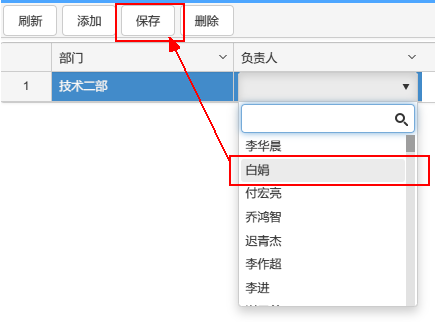 刷新 添加 保存 删除
部门 负责人
1 技术二部
李华晨
白娟
付宏亮
乔鸿智
迟青杰
李作超
李进